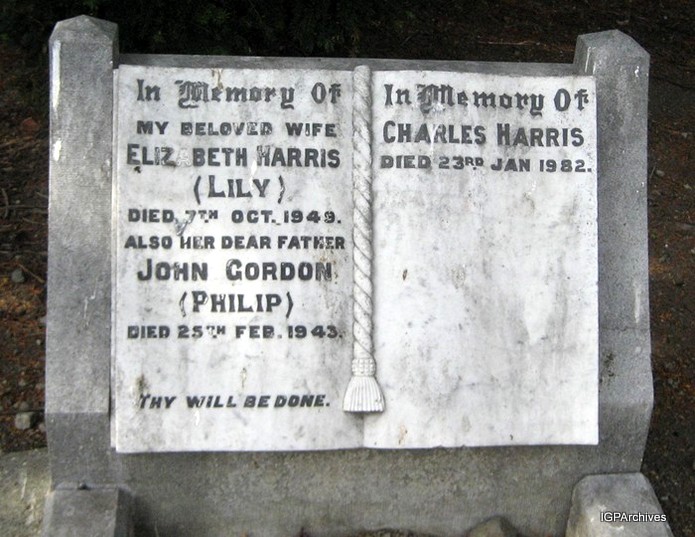 In Memory Of
MY BELOVED WIFE
ELIZABETH HARRIS
(LILY)
DIED 7TH OCT. 1949.
ALSO HER DEAR FATHER
JOHN GORDON
(PHILIP)
DIED 25TH FEB. 1943.
THY WILL BE DONE.
In Memory Of
CHARLES HARRIS
DIED 23RD JAN 1982.
IGPArchives